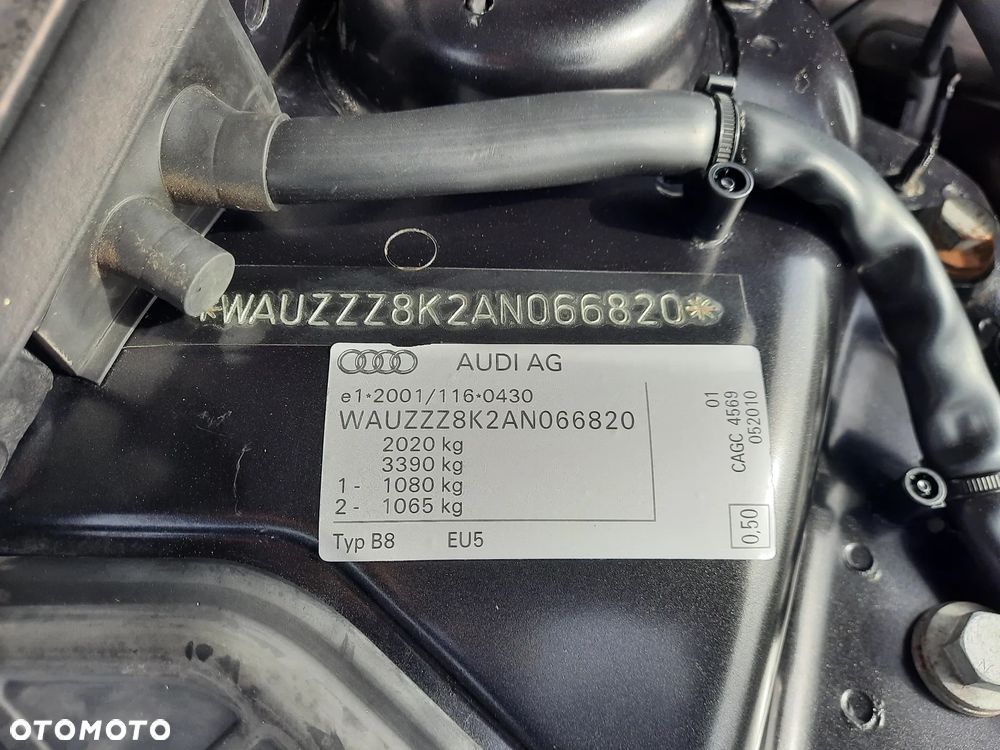 *WAUZZZ8K2AN066820*
AUDI AG
e1*2001/116*0430
WAUZZZ8K2AN066820
2020 kg
3390 kg
1- 1080 kg
2- 1065 kg
Typ B8 EU5
01
CAGC 4569
052010
0,50
OTOMOTO